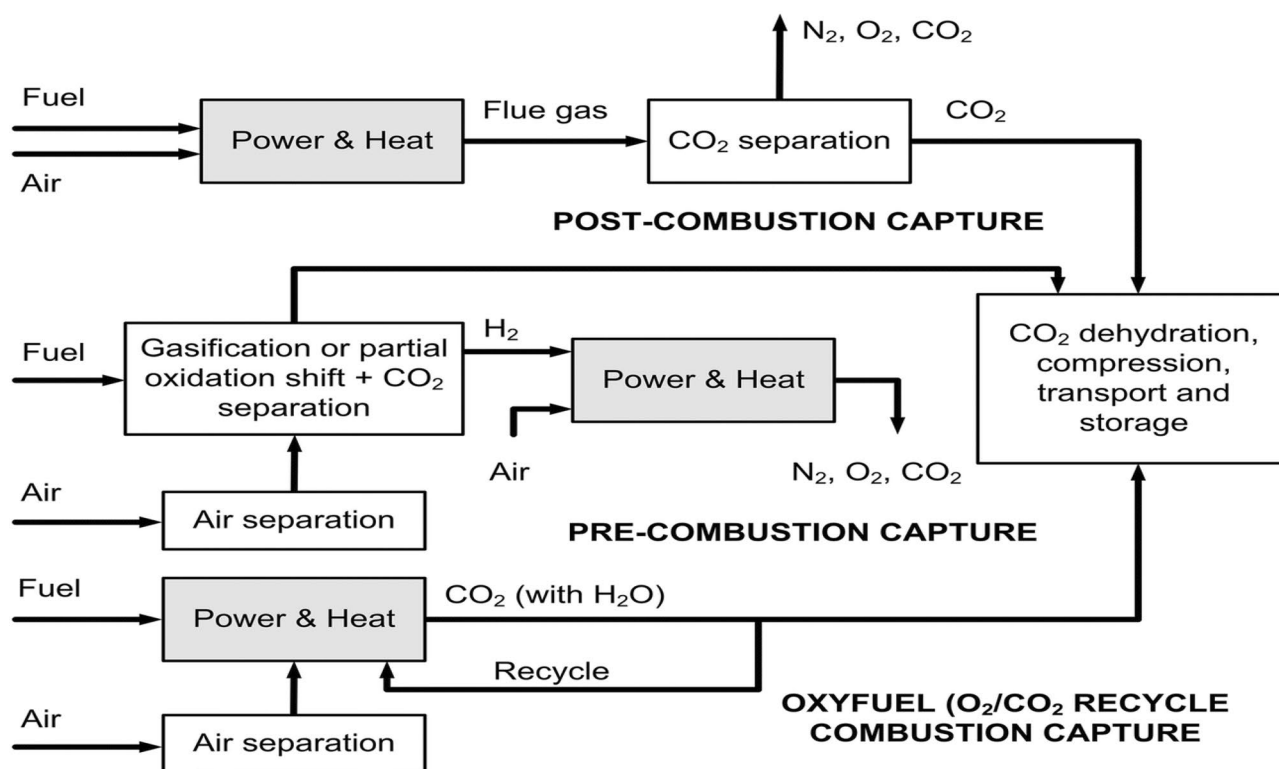 N₂, O₂, CO₂
Fuel
Power & Heat
Flue gas
CO₂ separation
CO₂
Air
POST-COMBUSTION CAPTURE
Fuel
Gasification or partial
oxidation shift + CO₂
separation
H₂
Power & Heat
CO₂ dehydration,
compression,
transport and
storage
Air
N₂, O₂, CO₂
Air
Air separation
PRE-COMBUSTION CAPTURE
Fuel
Power & Heat
CO₂ (with H₂O)
Recycle
Air
Air separation
OXYFUEL (O₂/CO₂ RECYCLE
COMBUSTION CAPTURE